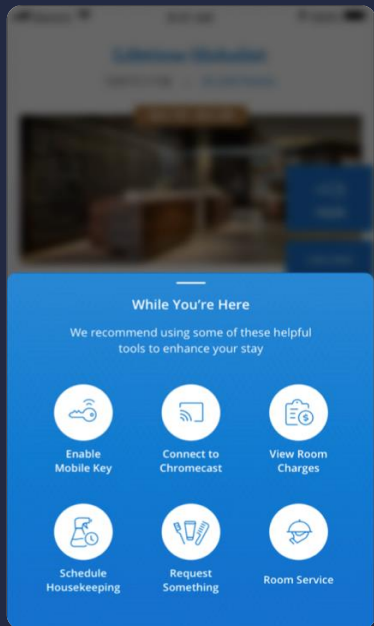 While You're Here
We recommend using some of these helpful
tools to enhance your stay
Enable
Mobile Key
Connect to
Chromecast
View Room
Charges
Schedule
Housekeeping
Request
Something
Room Service